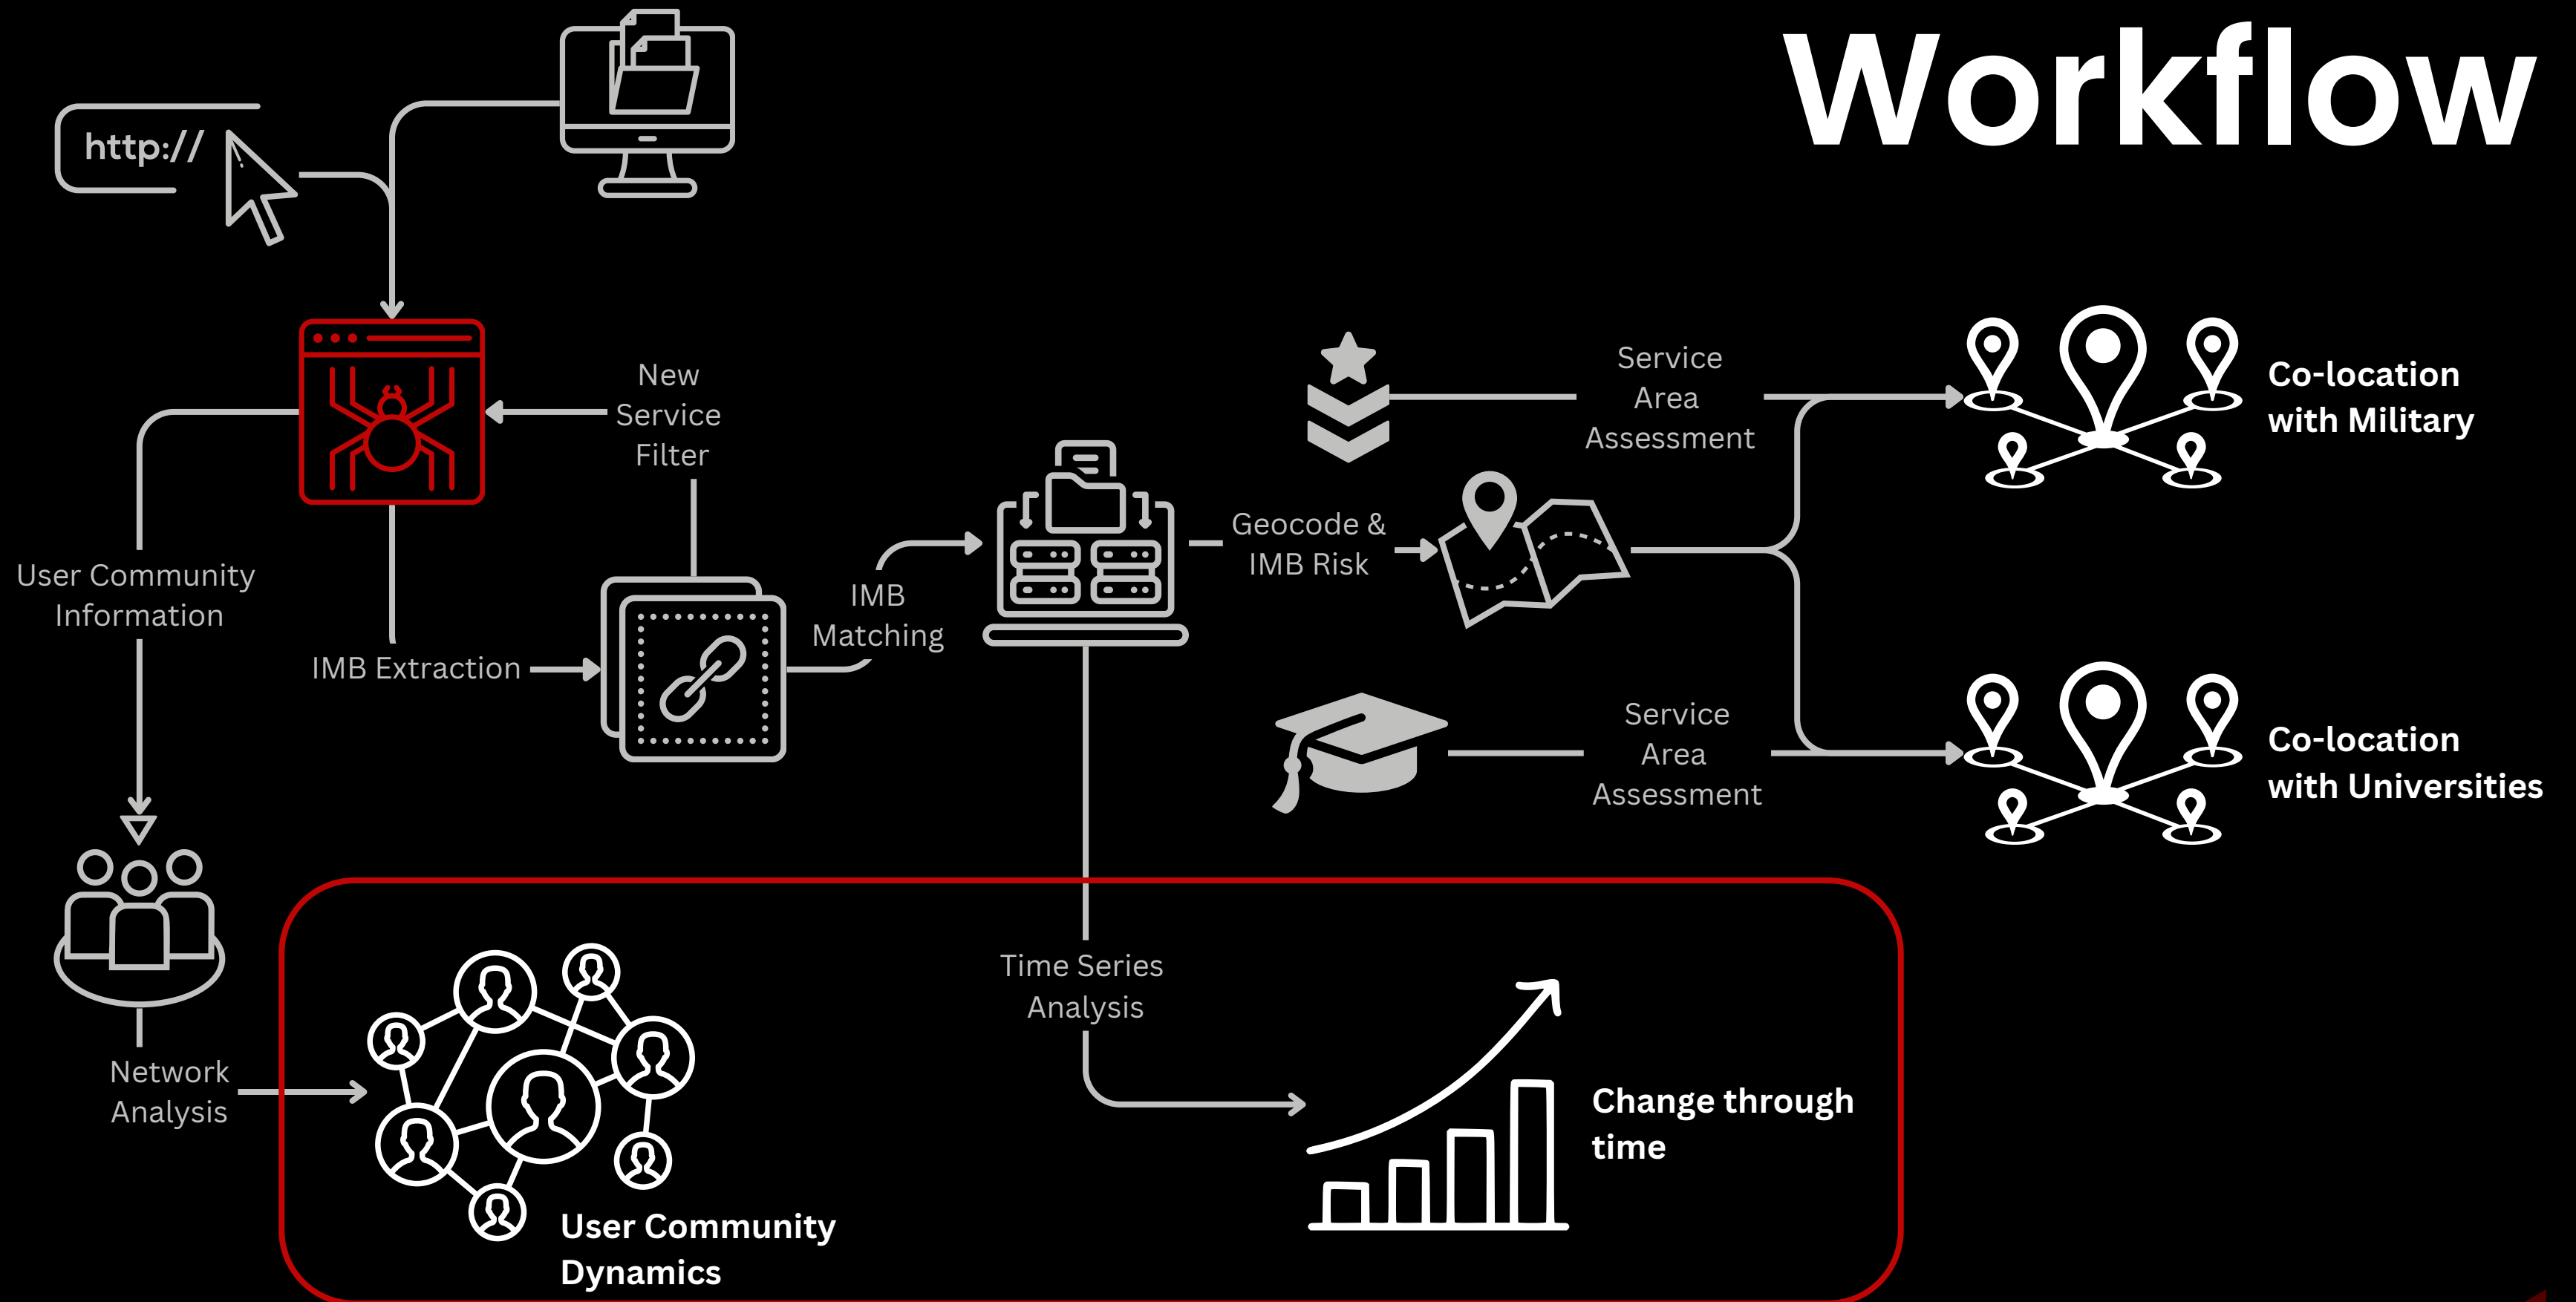 Workflow
http://
New
Service
Filter
Service
Area
Assessment
Co-location
with Military
User Community
Information
IMB Extraction
IMB
Matching
Geocode &
IMB Risk
Service
Area
Assessment
Co-location
with Universities
Network
Analysis
User Community
Dynamics
Time Series
Analysis
Change through
time